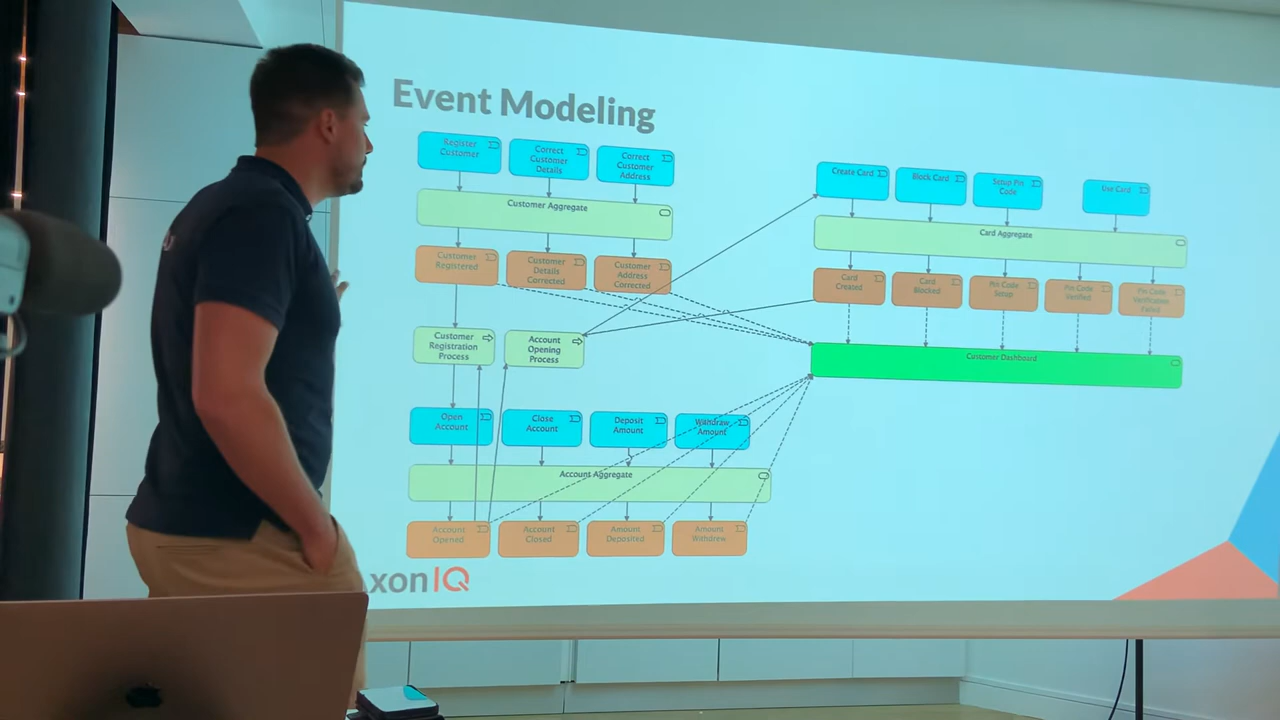 Event Modeling
Register
Customer
Correct
Customer
Details
Correct
Customer
Address
Customer Aggregate
Customer
Registered
Customer
Details
Corrected
Customer
Address
Corrected
Customer
Registration
Process
Account
Opening
Process
Open
Account
Close
Account
Deposit
Amount
Withdraw
Amount
Account Aggregate
Account
Opened
Account
Closed
Amount
Deposited
Amount
Withdrew
Create Card
Block Card
Setup Pin
Code
Use Card
Card Aggregate
Card
Created
Card
Blocked
Pin Code
Setup
Pin Code
Verified
Pin Code
Verification
Failed
Customer Dashboard
xonIQ